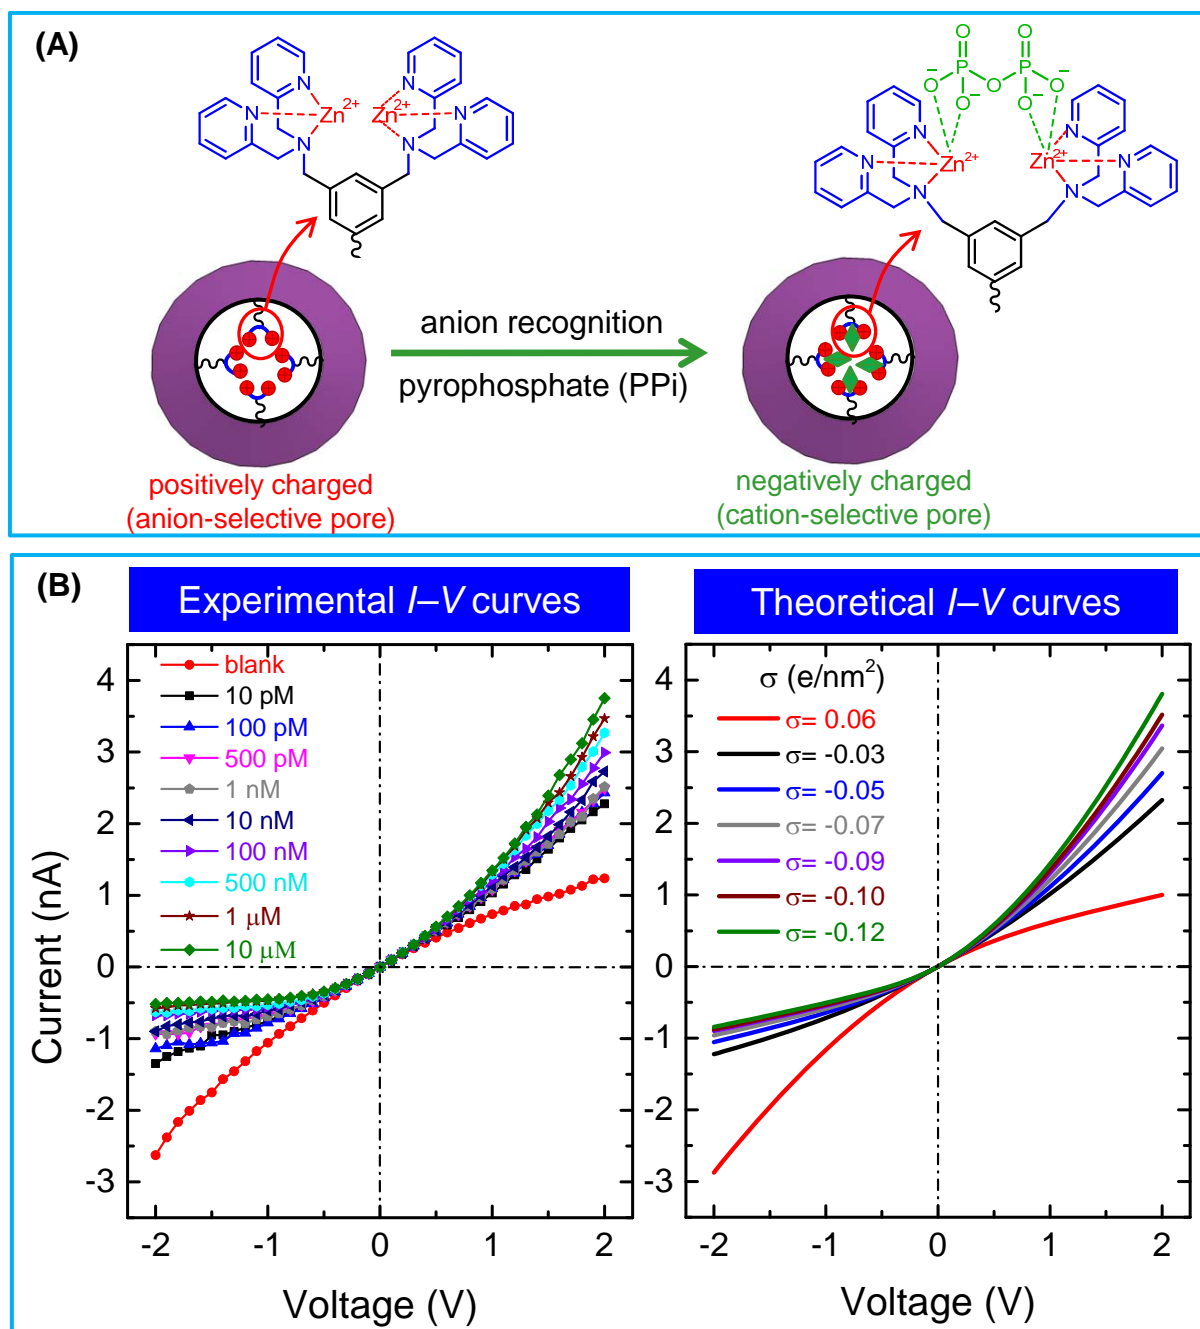 (A)
O O
P P
O− O O−
O− O−
N N
N Zn2+ Zn2+ N
N N
N N
N Zn2+ Zn2+ N
N N
anion recognition
pyrophosphate (PPi)
positively charged
(anion-selective pore)
negatively charged
(cation-selective pore)
(B)
Experimental I–V curves
Theoretical I–V curves
Current (nA)
4
3
2
1
0
-1
-2
-3
blank
10 pM
100 pM
500 pM
1 nM
10 nM
100 nM
500 nM
1 μM
10 μM
-2 -1 0 1 2
Voltage (V)
4
3
2
1
0
-1
-2
-3
σ (e/nm2)
σ= 0.06
σ= -0.03
σ= -0.05
σ= -0.07
σ= -0.09
σ= -0.10
σ= -0.12
-2 -1 0 1 2
Voltage (V)